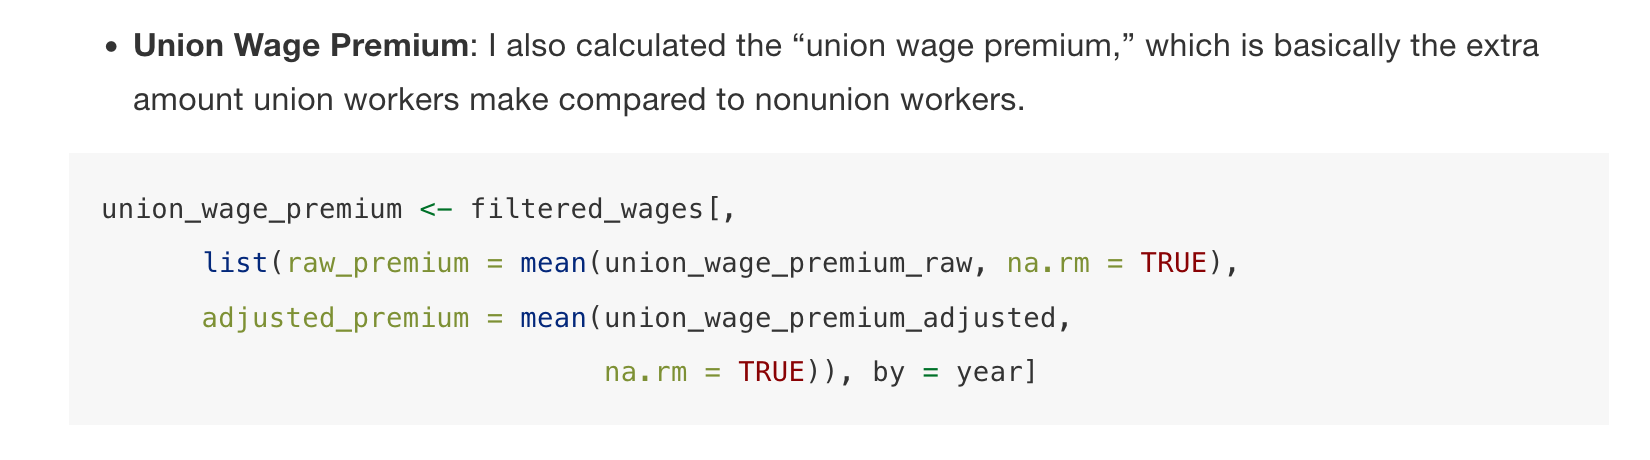 • Union Wage Premium: I also calculated the “union wage premium,” which is basically the extra
amount union workers make compared to nonunion workers.
union_wage_premium <- filtered_wages[,
list(raw_premium = mean(union_wage_premium_raw, na.rm = TRUE),
adjusted_premium = mean(union_wage_premium_adjusted,
na.rm = TRUE)), by = year]